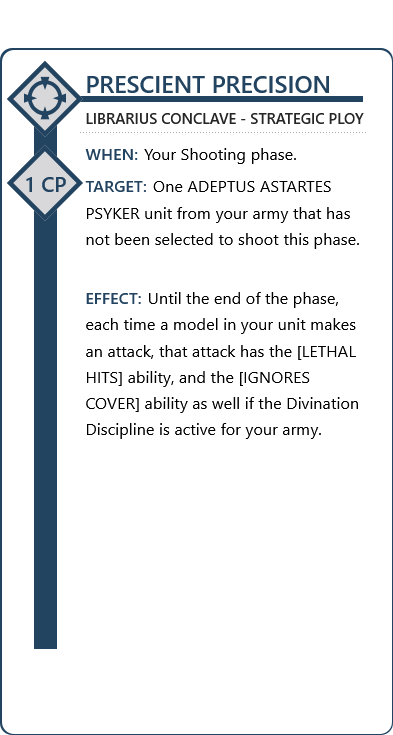 PRESCIENT PRECISION
LIBRARIUS CONCLAVE - STRATEGIC PLOY
WHEN: Your Shooting phase.
1 CP
TARGET: One ADEPTUS ASTARTES
PSYKER unit from your army that has
not been selected to shoot this phase.
EFFECT: Until the end of the phase,
each time a model in your unit makes
an attack, that attack has the [LETHAL
HITS] ability, and the [IGNORES
COVER] ability as well if the Divination
Discipline is active for your army.